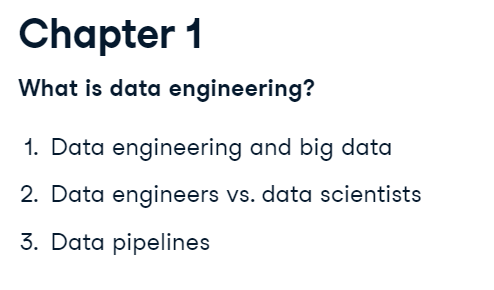 Chapter 1
What is data engineering?
1. Data engineering and big data
2. Data engineers vs. data scientists
3. Data pipelines